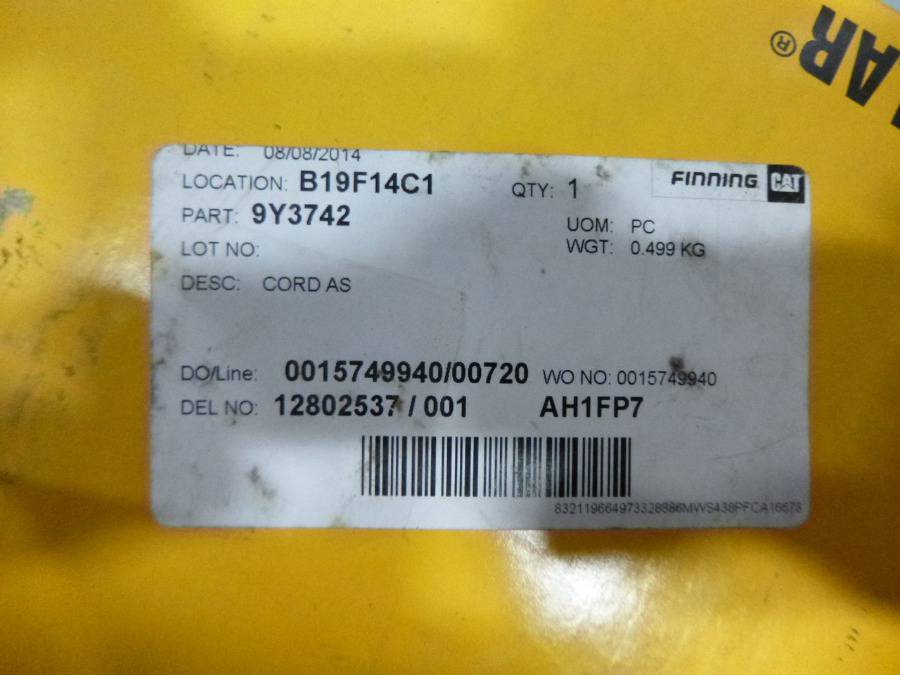 LAR®
DATE: 08/08/2014
LOCATION: B19F14C1 QTY: 1 FINNING CAT
PART: 9Y3742 UOM: PC
LOT NO: WGT: 0.499 KG
DESC: CORD AS
DO/Line: 0015749940/00720 WO NO: 0015749940
DEL NO: 12802537 / 001 AH1FP7